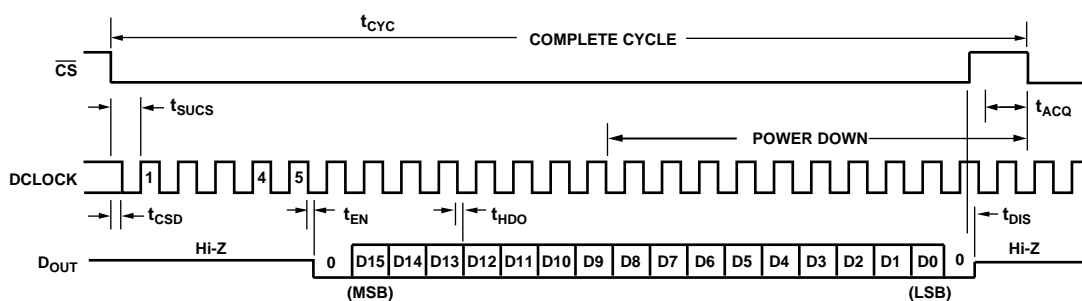 tCYC
COMPLETE CYCLE
CS
tSUCS
tACQ
POWER DOWN
DCLOCK
1 4 5
tCSD
tEN
tHDO
tDIS
Hi-Z
Hi-Z
DOUT
0 D15 D14 D13 D12 D11 D10 D9 D8 D7 D6 D5 D4 D3 D2 D1 D0 0
(MSB) (LSB)